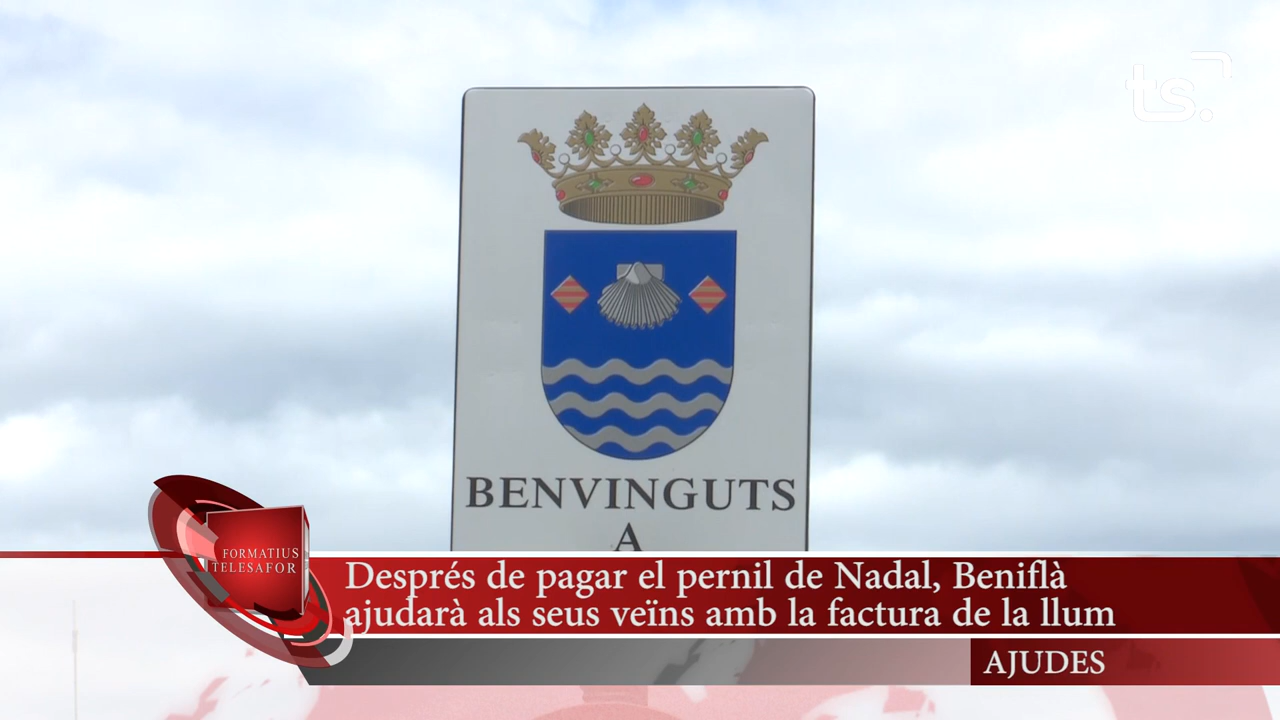 ts.
BENVINGUTS
A
FORMATIUS
TELESAFOR
Després de pagar el pernil de Nadal, Beniflà
ajudarà als seus veïns amb la factura de la llum
AJUDES